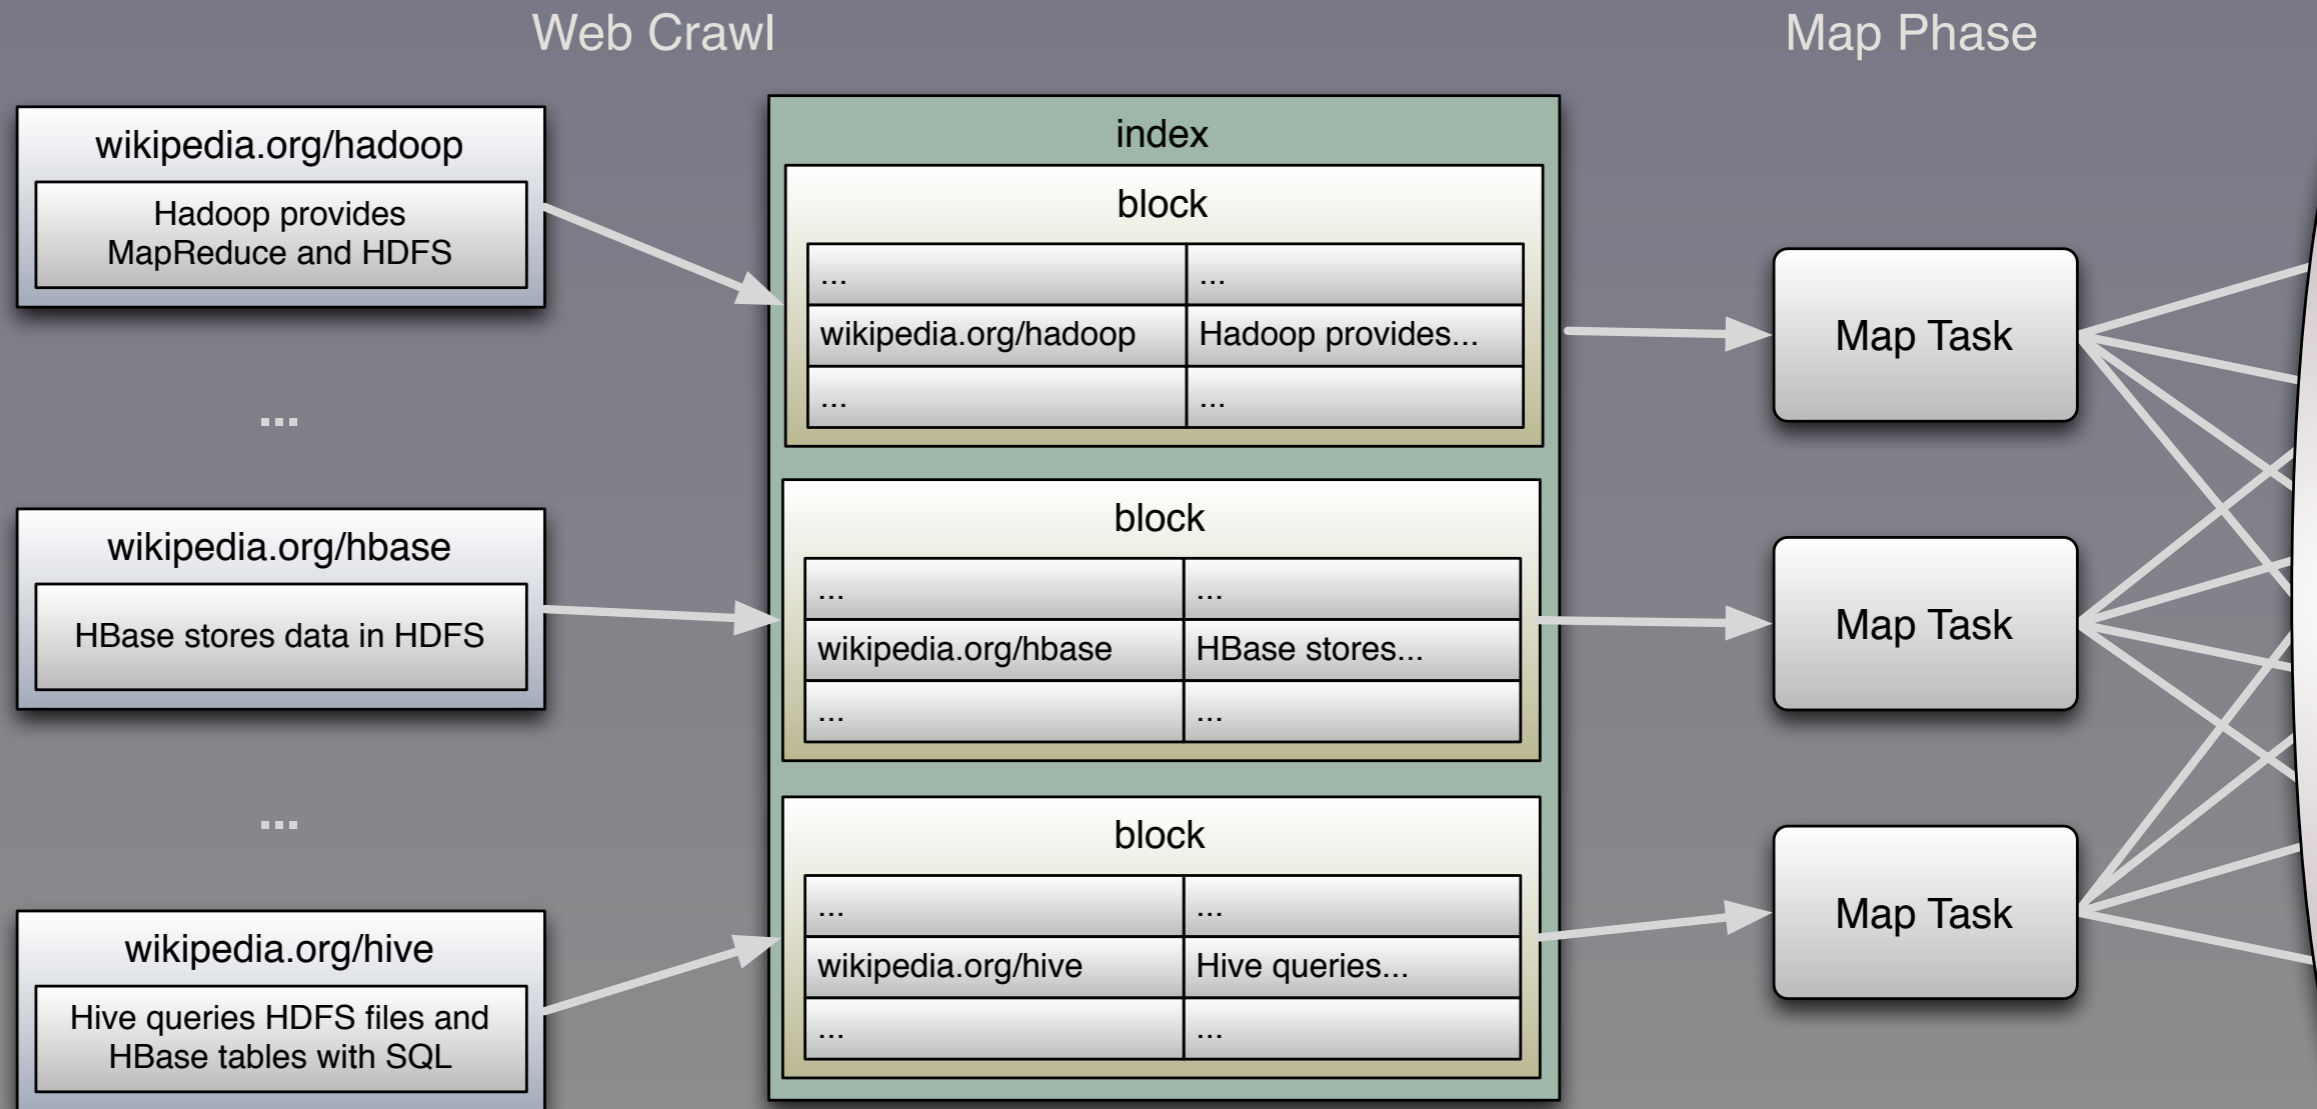 Web Crawl
Map Phase
wikipedia.org/hadoop
Hadoop provides
MapReduce and HDFS
...
wikipedia.org/hbase
HBase stores data in HDFS
...
wikipedia.org/hive
Hive queries HDFS files and
HBase tables with SQL
index
block
... ...
wikipedia.org/hadoop Hadoop provides...
... ...
block
... ...
wikipedia.org/hbase HBase stores...
... ...
block
... ...
wikipedia.org/hive Hive queries...
... ...
Map Task
Map Task
Map Task